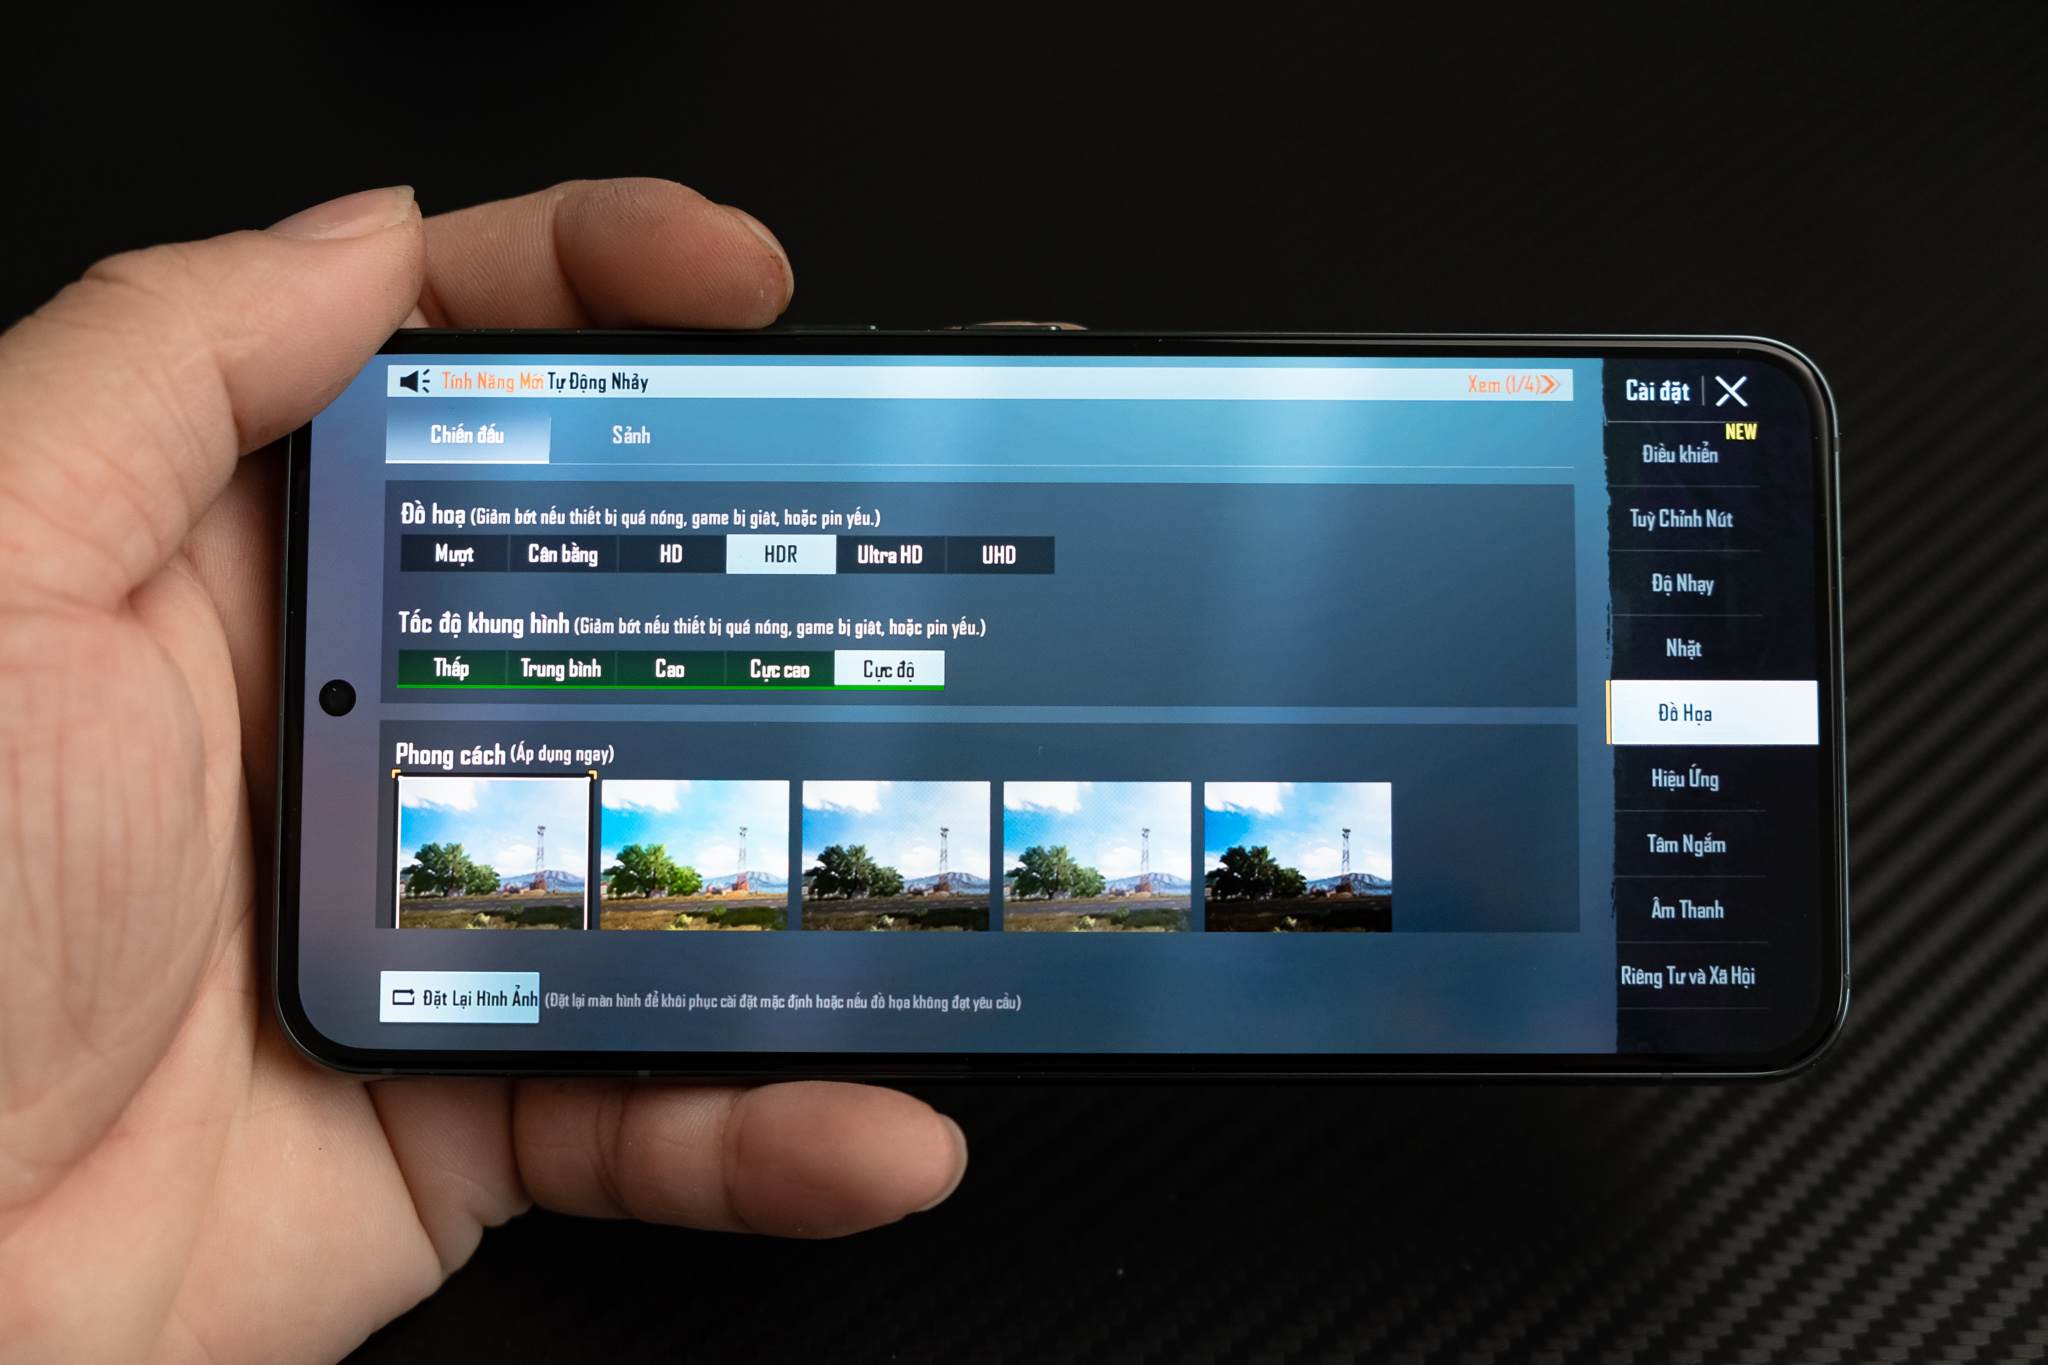 Tính Năng Mới Tự Động Nhảy
Xem (1/4)
Cài đặt
Chiến đấu
Sảnh
NEW
Điều khiển
Tuỳ Chỉnh Nút
Độ Nhạy
Nhặt
Đồ Họa
Hiệu Ứng
Tâm Ngắm
Âm Thanh
Riêng Tư và Xã Hội
Đồ hoạ (Giảm bớt nếu thiết bị quá nóng, game bị giật, hoặc pin yếu.)
Mượt Cân bằng HD HDR Ultra HD UHD
Tốc độ khung hình (Giảm bớt nếu thiết bị quá nóng, game bị giật, hoặc pin yếu.)
Thấp Trung bình Cao Cực cao Cực độ
Phong cách (Áp dụng ngay)
Đặt Lại Hình Ảnh (Đặt lại màn hình để khôi phục cài đặt mặc định hoặc nếu đồ họa không đạt yêu cầu)